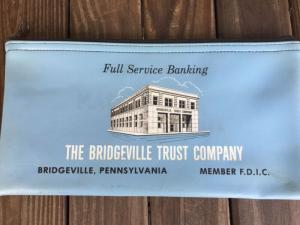 Full Service Banking
THE BRIDGEVILLE TRUST COMPANY
BRIDGEVILLE, PENNSYLVANIA MEMBER F.D.I.C.